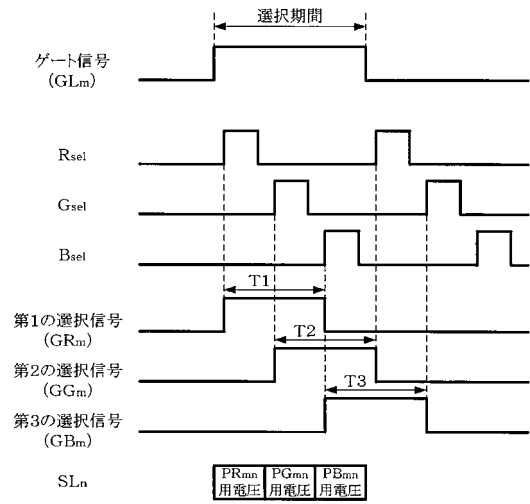 選択期間
ゲート信号
(GLm)
Rsel
Gsel
Bsel
T1
第1の選択信号
(GRm)
T2
第2の選択信号
(GGm)
T3
第3の選択信号
(GBm)
SLn
PRmn PGmn PBmn
用電圧 用電圧 用電圧